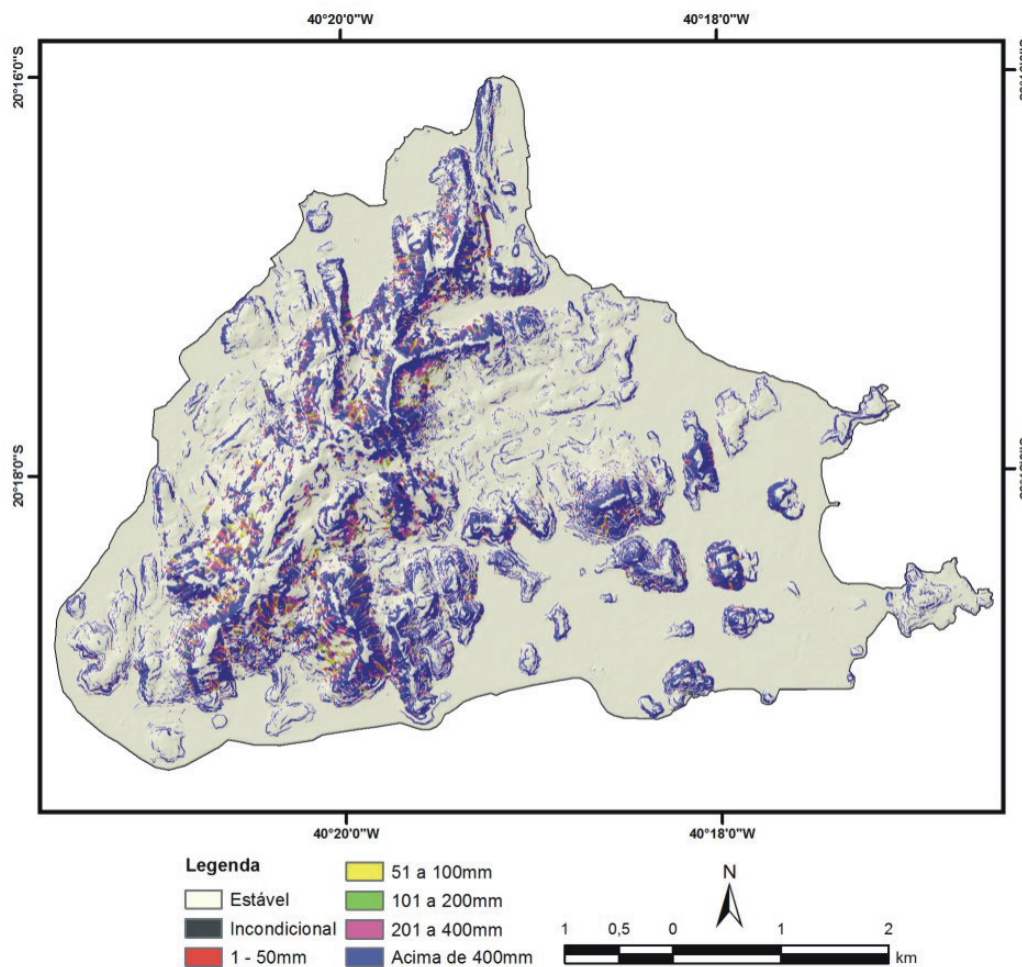 40°20'0"W 40°18'0"W
20°16'0"S
20°18'0"S
40°20'0"W 40°18'0"W
Legenda
Estável
Incondicional
1 - 50mm
51 a 100mm
101 a 200mm
201 a 400mm
Acima de 400mm
N
1 0,5 0 1 2
km